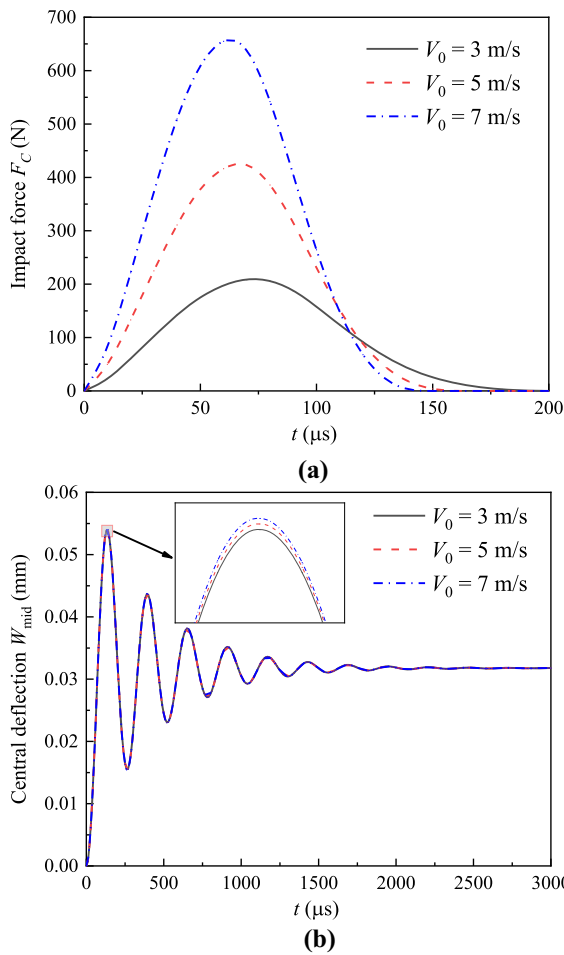 700
600
500
400
300
200
100
0
Impact force F_C (N)
V_0 = 3 m/s
V_0 = 5 m/s
V_0 = 7 m/s
0 50 100 150 200
t (μs)
(a)
0.06
0.05
0.04
0.03
0.02
0.01
0.00
Central deflection W_mid (mm)
V_0 = 3 m/s
V_0 = 5 m/s
V_0 = 7 m/s
0 500 1000 1500 2000 2500 3000
t (μs)
(b)